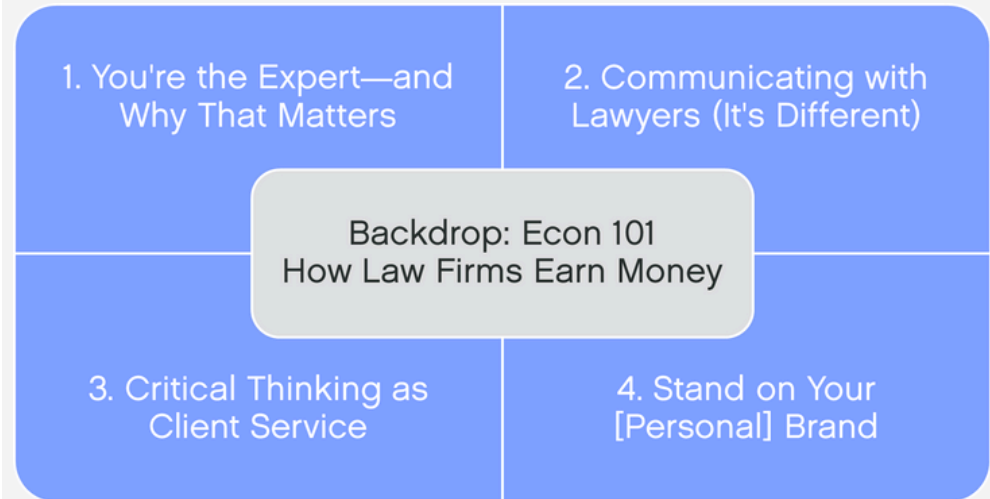 1. You're the Expert—and
Why That Matters
2. Communicating with
Lawyers (It's Different)
Backdrop: Econ 101
How Law Firms Earn Money
3. Critical Thinking as
Client Service
4. Stand on Your
[Personal] Brand